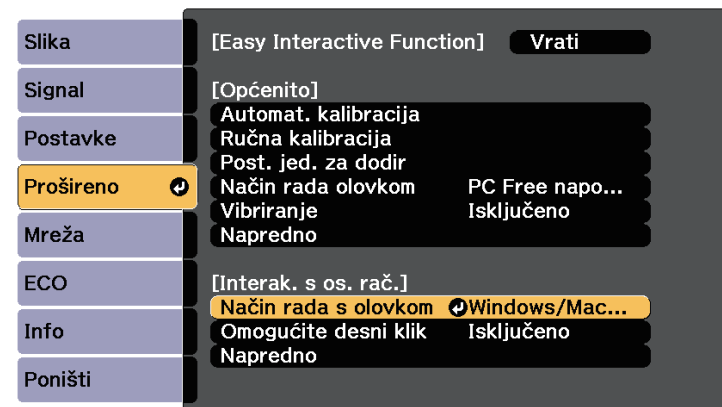 Slika
Signal
Postavke
Prošireno
Mreža
ECO
Info
Poništi
[Easy Interactive Function] Vrati
[Općenito]
Automat. kalibracija
Ručna kalibracija
Post. jed. za dodir
Način rada olovkom PC Free napo...
Vibriranje Isključeno
Napredno
[Interak. s os. rač.]
Način rada s olovkom Windows/Mac...
Omogućite desni klik Isključeno
Napredno